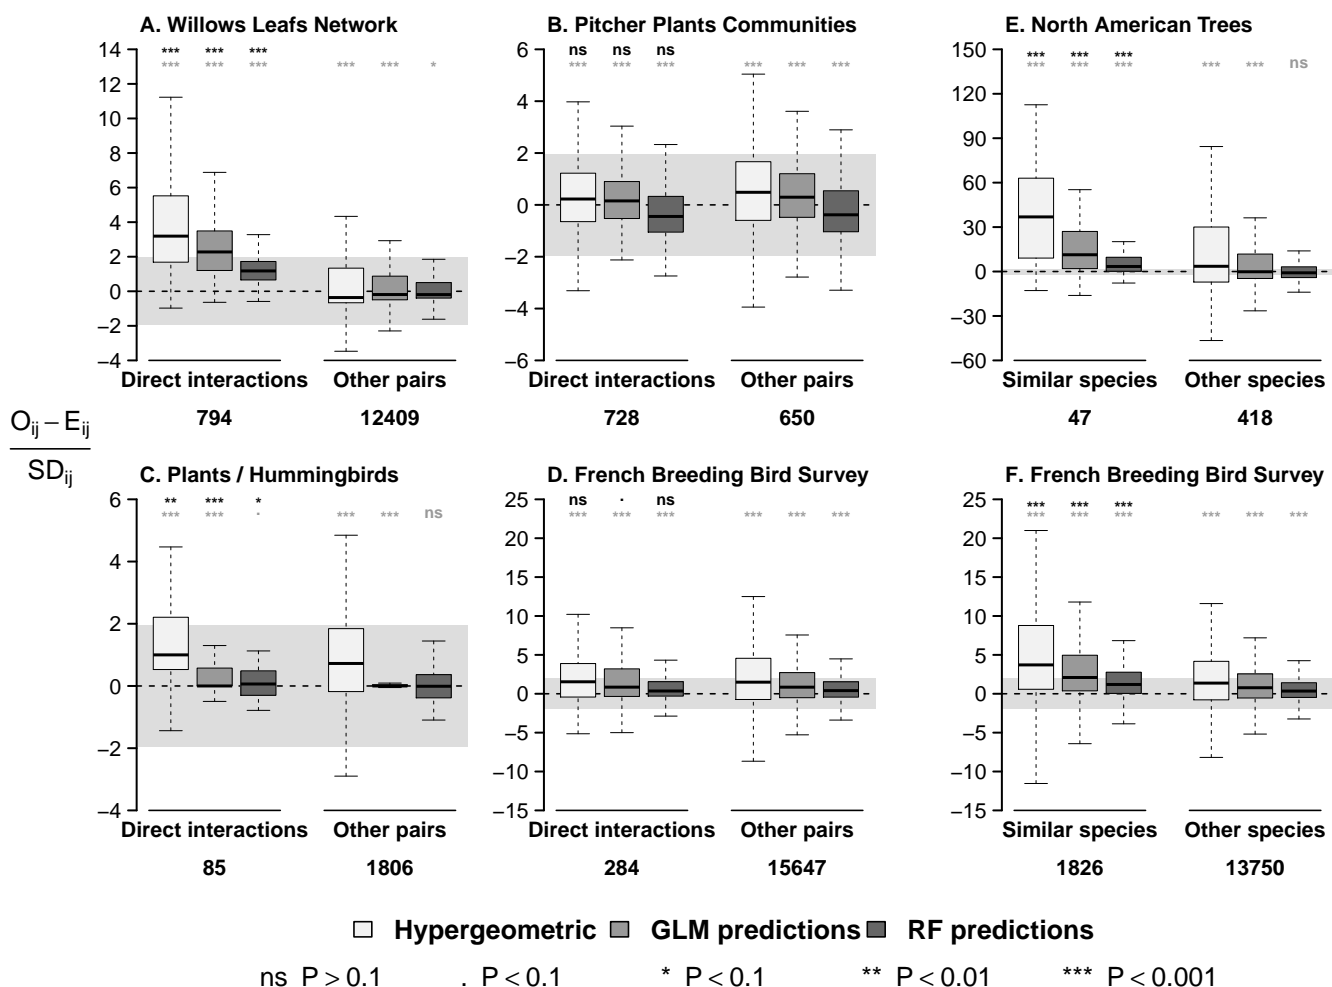 A. Willows Leafs Network
14
12
10
8
6
4
2
0
−2
−4
*** *** ***
*** *** *** *** *** *
Direct interactions Other pairs
794 12409
B. Pitcher Plants Communities
6
4
2
0
−2
−4
−6
ns ns ns
*** *** *** *** *** ***
Direct interactions Other pairs
728 650
E. North American Trees
150
120
90
60
30
0
−30
−60
*** *** ***
*** *** *** *** *** ns
Similar species Other species
47 418
Oij − Eij
SDij
C. Plants / Hummingbirds
6
4
2
0
−2
−4
** *** *
*** *** . *** *** ns
Direct interactions Other pairs
85 1806
D. French Breeding Bird Survey
25
20
15
10
5
0
−5
−10
−15
ns . ns
*** *** *** *** *** ***
Direct interactions Other pairs
284 15647
F. French Breeding Bird Survey
25
20
15
10
5
0
−5
−10
−15
*** *** ***
*** *** *** *** *** ***
Similar species Other species
1826 13750
Hypergeometric GLM predictions RF predictions
ns P > 0.1 . P < 0.1 * P < 0.1 ** P < 0.01 *** P < 0.001